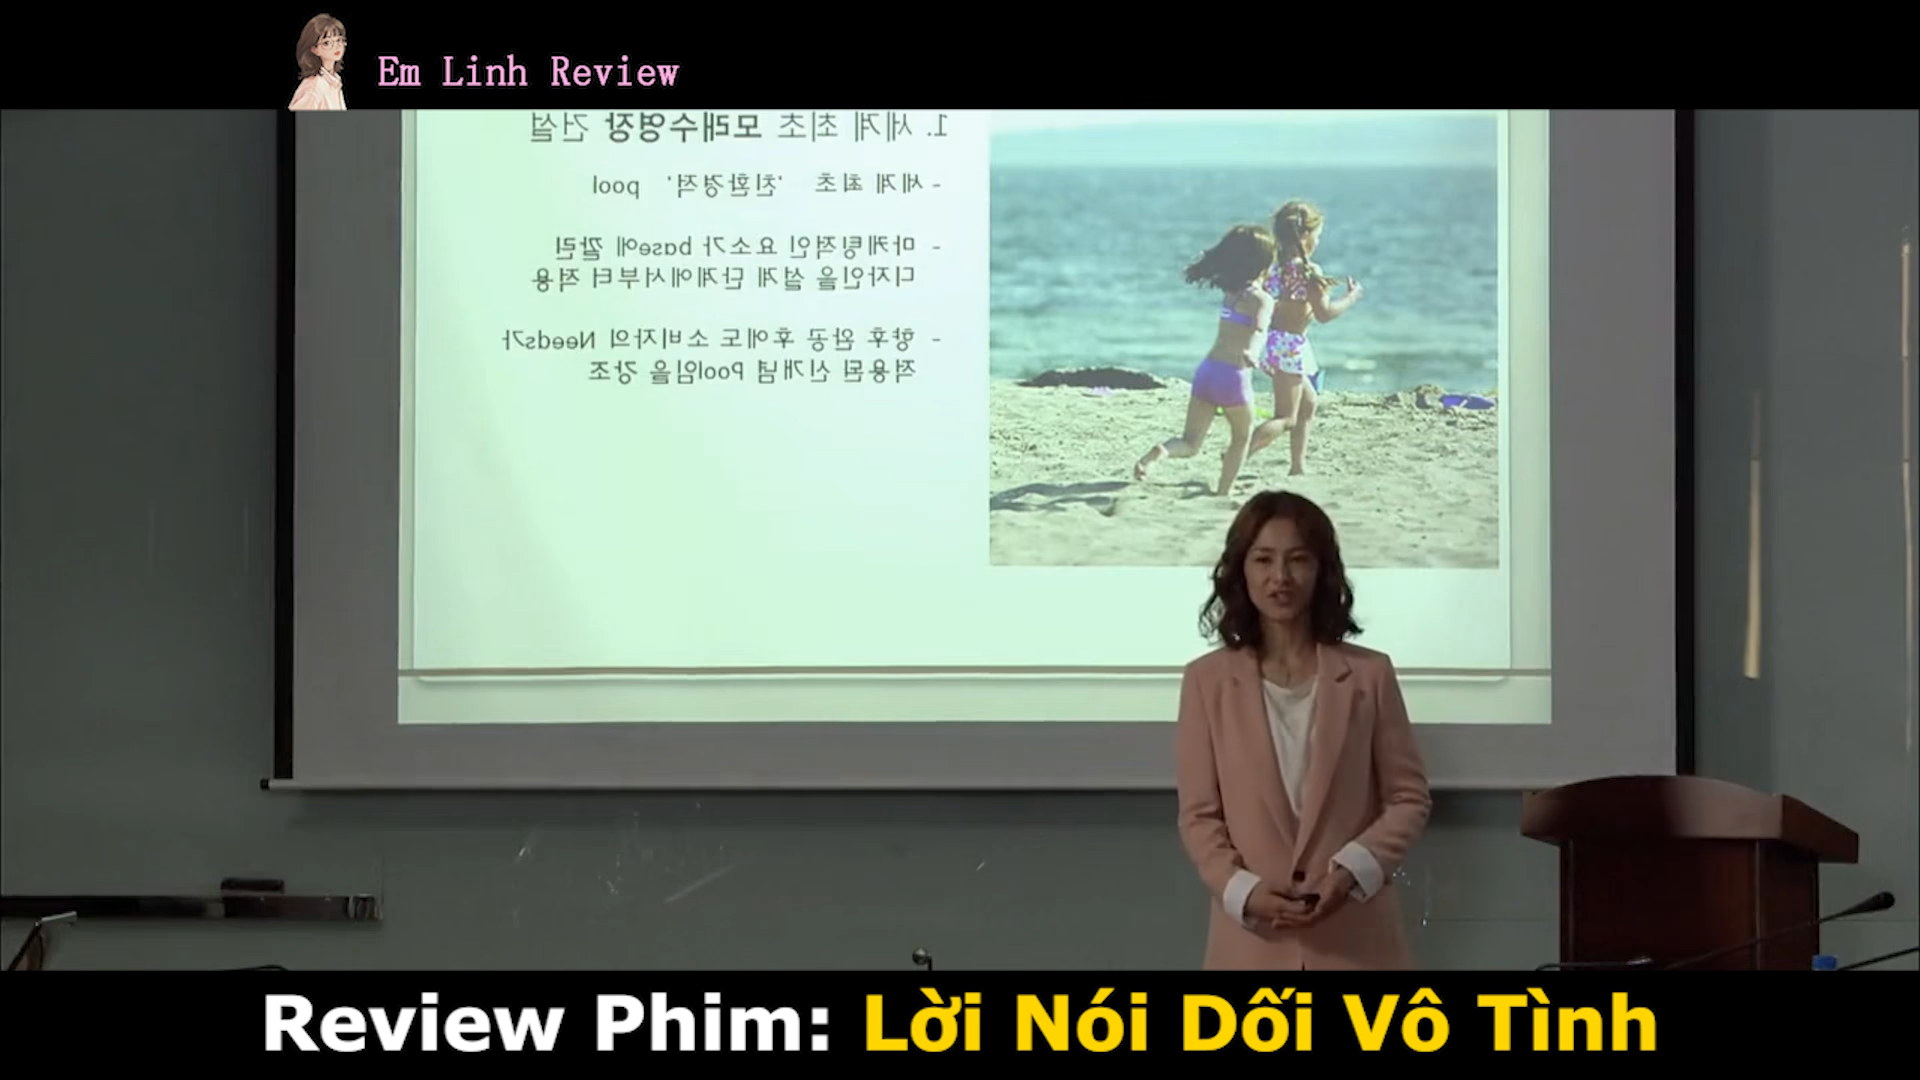 Em Linh Review
1. 세계 최초 모래수영장 건설
- 세계 최초 '친환경적' pool
- 마케팅적인 요소가 base에 깔린
디자인을 설계 단계에서부터 적용
- 향후 완공 후에도 소비자의 Needs가
적용된 신개념 Pool임을 강조
Review Phim: Lời Nói Dối Vô Tình